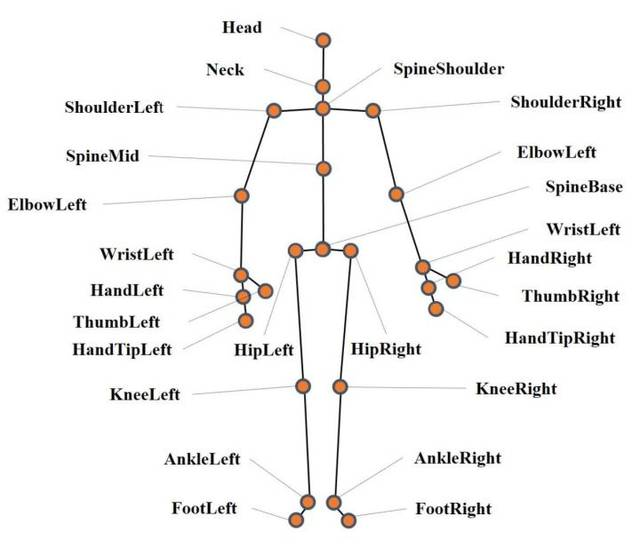 Head
Neck
SpineShoulder
ShoulderLeft
ShoulderRight
SpineMid
ElbowLeft
ElbowLeft
SpineBase
WristLeft
WristLeft
HandRight
HandLeft
ThumbRight
ThumbLeft
HandTipRight
HandTipLeft
HipLeft
HipRight
KneeLeft
KneeRight
AnkleLeft
AnkleRight
FootLeft
FootRight